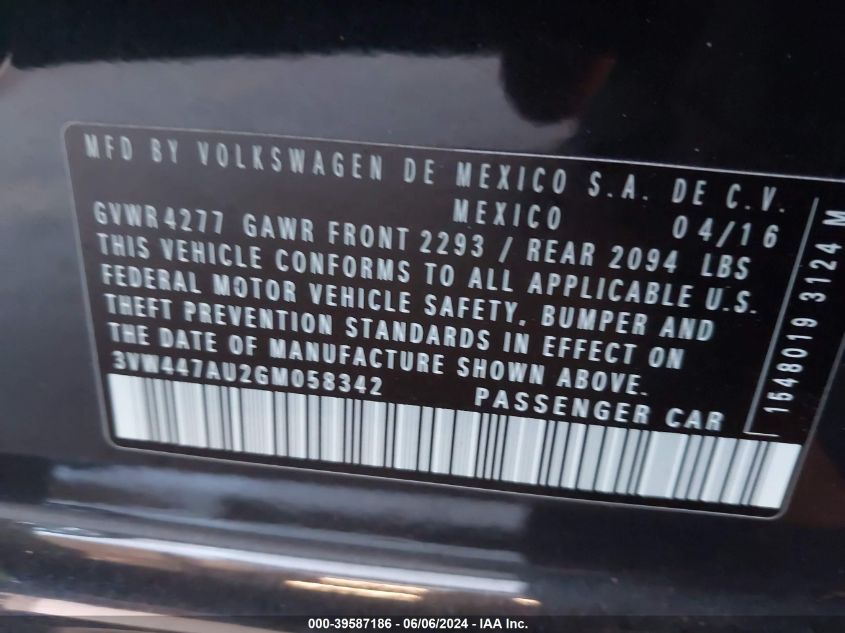 MFD BY VOLKSWAGEN DE MEXICO S.A. DE C.V.
MEXICO 04/16
GVWR 4277 GAWR FRONT 2293 / REAR 2094 LBS
THIS VEHICLE CONFORMS TO ALL APPLICABLE U.S.
FEDERAL MOTOR VEHICLE SAFETY, BUMPER AND
THEFT PREVENTION STANDARDS IN EFFECT ON
THE DATE OF MANUFACTURE SHOWN ABOVE.
3VW447AU2GM058342 PASSENGER CAR
1648019 3124 M
000-39587186 - 06/06/2024 - IAA Inc.